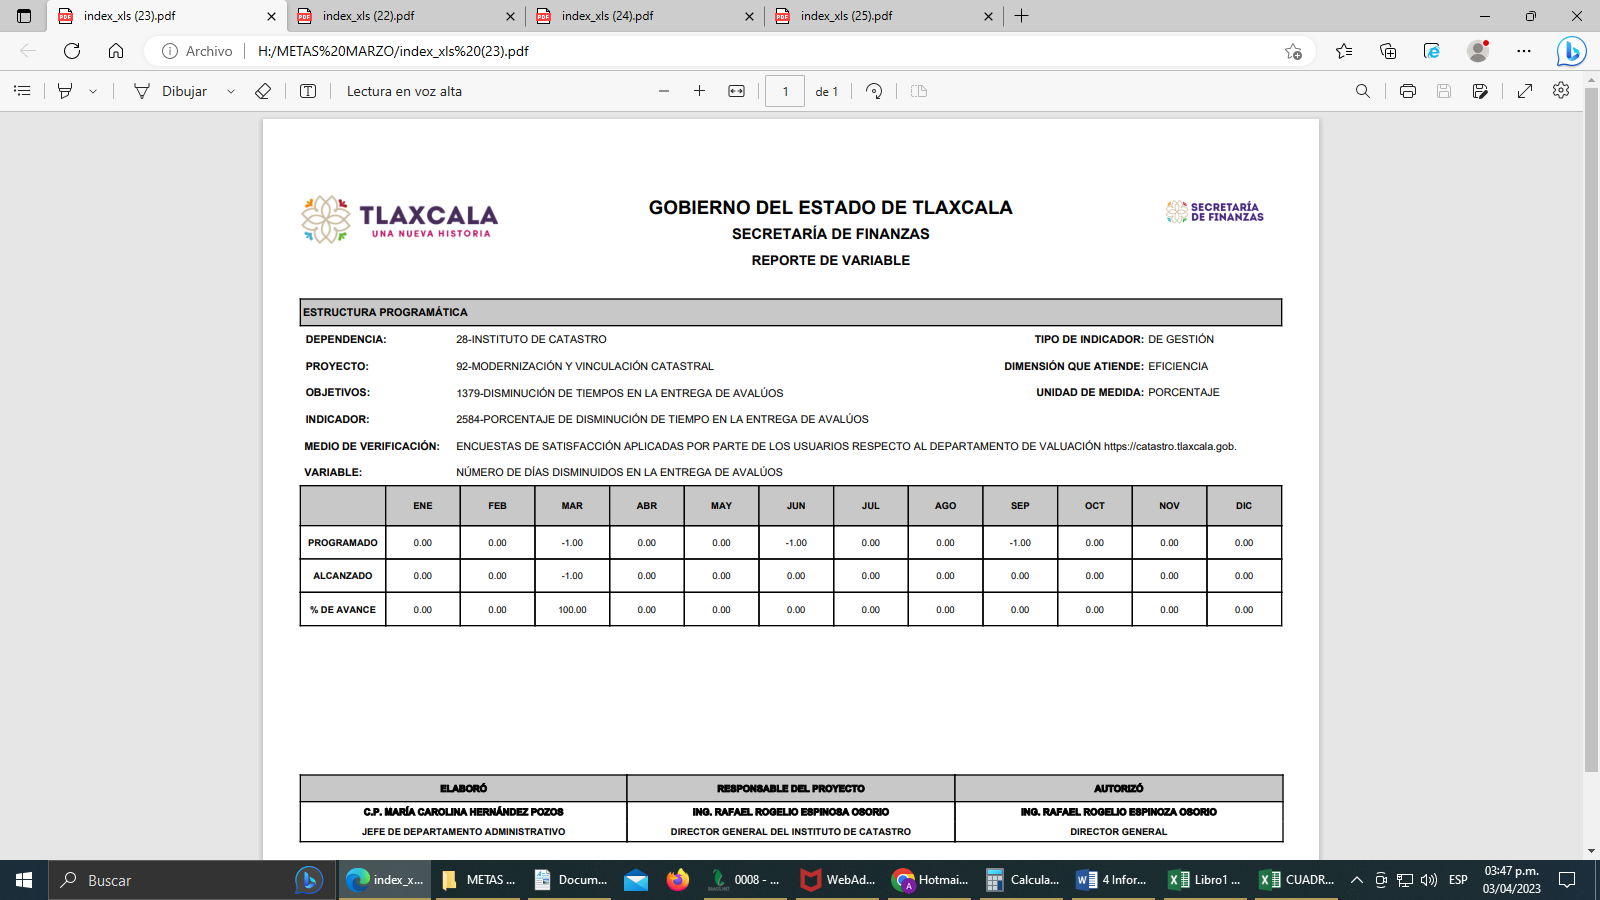 index_xls (23).pdf
index_xls (22).pdf
index_xls (24).pdf
index_xls (25).pdf
Archivo
H:/METAS%20MARZO/index_xls%20(23).pdf
Dibujar
Lectura en voz alta
1
de 1
TLAXCALA
UNA NUEVA HISTORIA
GOBIERNO DEL ESTADO DE TLAXCALA
SECRETARÍA DE FINANZAS
REPORTE DE VARIABLE
SECRETARÍA
DE FINANZAS
ESTRUCTURA PROGRAMÁTICA
DEPENDENCIA: 28-INSTITUTO DE CATASTRO TIPO DE INDICADOR: DE GESTIÓN
PROYECTO: 92-MODERNIZACIÓN Y VINCULACIÓN CATASTRAL DIMENSIÓN QUE ATIENDE: EFICIENCIA
OBJETIVOS: 1379-DISMINUCIÓN DE TIEMPOS EN LA ENTREGA DE AVALÚOS UNIDAD DE MEDIDA: PORCENTAJE
INDICADOR: 2584-PORCENTAJE DE DISMINUCIÓN DE TIEMPO EN LA ENTREGA DE AVALÚOS
MEDIO DE VERIFICACIÓN: ENCUESTAS DE SATISFACCIÓN APLICADAS POR PARTE DE LOS USUARIOS RESPECTO AL DEPARTAMENTO DE VALUACIÓN https://catastro.tlaxcala.gob.
VARIABLE: NÚMERO DE DÍAS DISMINUIDOS EN LA ENTREGA DE AVALÚOS
ENE FEB MAR ABR MAY JUN JUL AGO SEP OCT NOV DIC
PROGRAMADO 0.00 0.00 -1.00 0.00 0.00 -1.00 0.00 0.00 -1.00 0.00 0.00 0.00
ALCANZADO 0.00 0.00 -1.00 0.00 0.00 0.00 0.00 0.00 0.00 0.00 0.00 0.00
% DE AVANCE 0.00 0.00 100.00 0.00 0.00 0.00 0.00 0.00 0.00 0.00 0.00 0.00
ELABORÓ RESPONSABLE DEL PROYECTO AUTORIZÓ
C.P. MARÍA CAROLINA HERNÁNDEZ POZOS ING. RAFAEL ROGELIO ESPINOSA OSORIO ING. RAFAEL ROGELIO ESPINOZA OSORIO
JEFE DE DEPARTAMENTO ADMINISTRATIVO DIRECTOR GENERAL DEL INSTITUTO DE CATASTRO DIRECTOR GENERAL
Buscar
index_x...
METAS ...
Docum...
0008 - ...
WebAd...
Hotmai...
Calcula...
4 Infor...
Libro1 ...
CUADR...
ESP
03:47 p.m.
03/04/2023